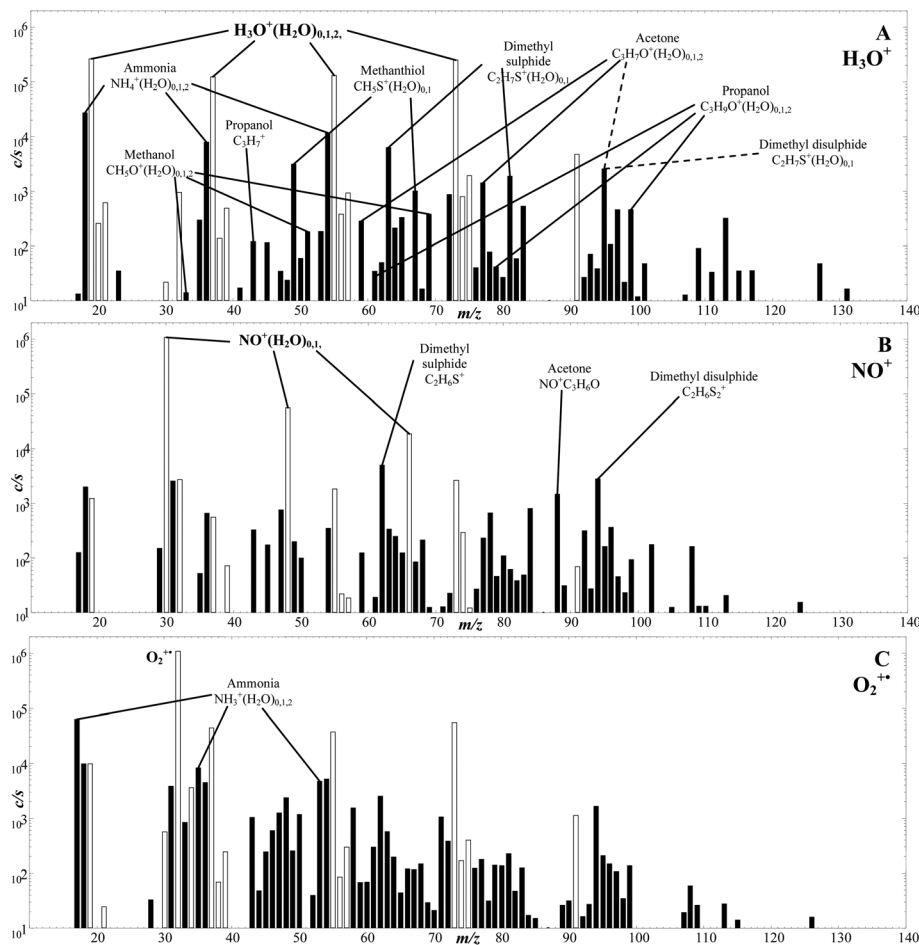 A
H₃O⁺
c/s
10⁶
10⁵
10⁴
10³
10²
10¹
H₃O⁺(H₂O)₀,₁,₂,
Ammonia
NH₄⁺(H₂O)₀,₁,₂
Methanol
CH₅O⁺(H₂O)₀,₁,₂
Propanol
C₃H₇⁺
Methanthiol
CH₅S⁺(H₂O)₀,₁
Dimethyl
sulphide
C₂H₇S⁺(H₂O)₀,₁
Acetone
C₃H₇O⁺(H₂O)₀,₁,₂
Propanol
C₃H₉O⁺(H₂O)₀,₁,₂
Dimethyl disulphide
C₂H₇S⁺(H₂O)₀,₁
20 30 40 50 60 70 80 90 100 110 120 130 140
m/z
B
NO⁺
c/s
10⁶
10⁵
10⁴
10³
10²
10¹
NO⁺(H₂O)₀,₁,
Dimethyl
sulphide
C₂H₆S⁺
Acetone
NO⁺C₃H₆O
Dimethyl disulphide
C₂H₆S₂⁺
20 30 40 50 60 70 80 90 100 110 120 130 140
m/z
C
O₂⁺•
c/s
10⁶
10⁵
10⁴
10³
10²
10¹
O₂⁺•
Ammonia
NH₃⁺(H₂O)₀,₁,₂
20 30 40 50 60 70 80 90 100 110 120 130 140
m/z